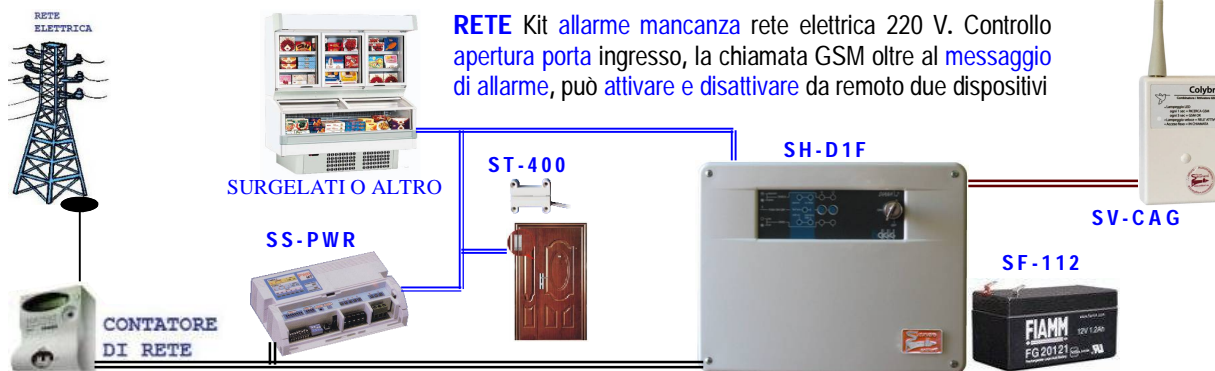 RETE
ELETTRICA
RETE Kit allarme mancanza rete elettrica 220 V. Controllo
apertura porta ingresso, la chiamata GSM oltre al messaggio
di allarme, può attivare e disattivare da remoto due dispositivi
Colybr
SURGELATI O ALTRO
ST-400
SH-D1F
SV-CAG
SS-PWR
SF-112
CONTATORE
DI RETE
FIAMM
12V 1.2Ah
FG 20121